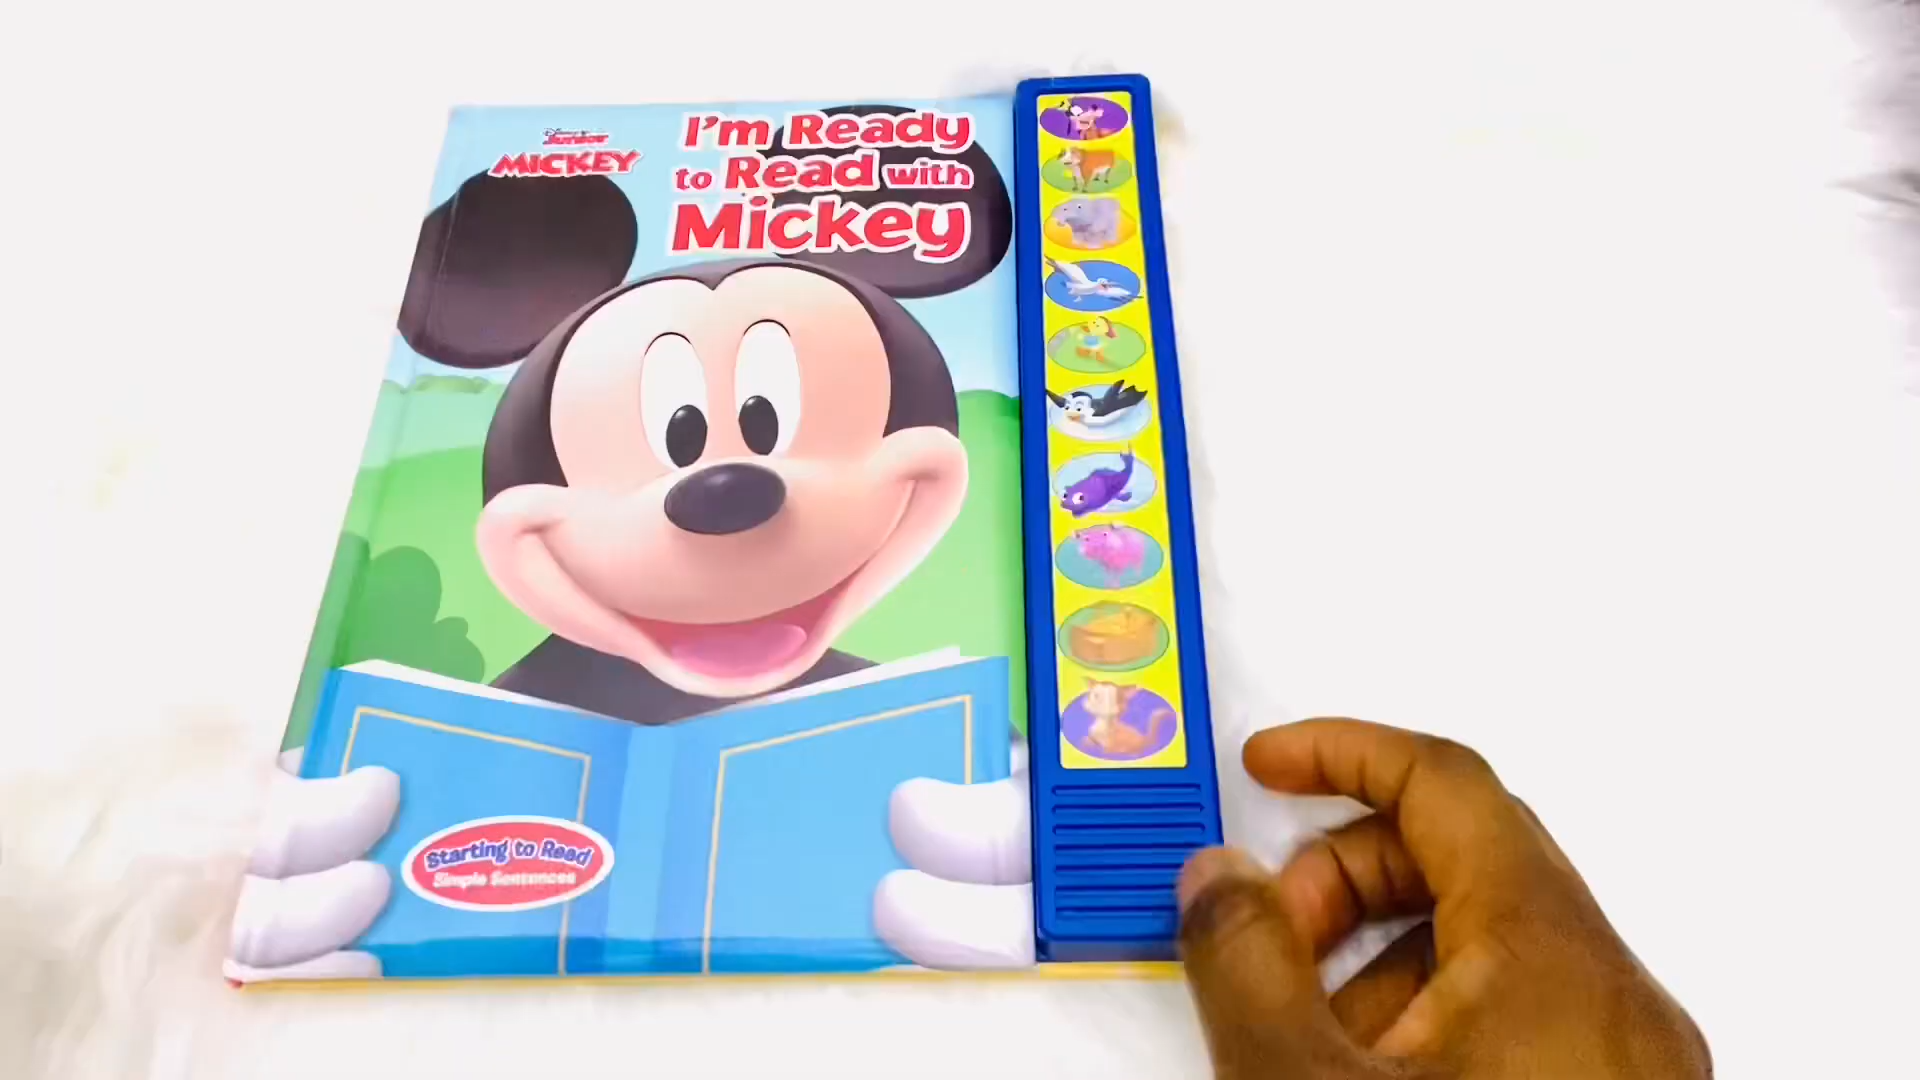 Disney
Junior
MICKEY
I'm Ready
to Read with
Mickey
Starting to Read
Simple Sentences